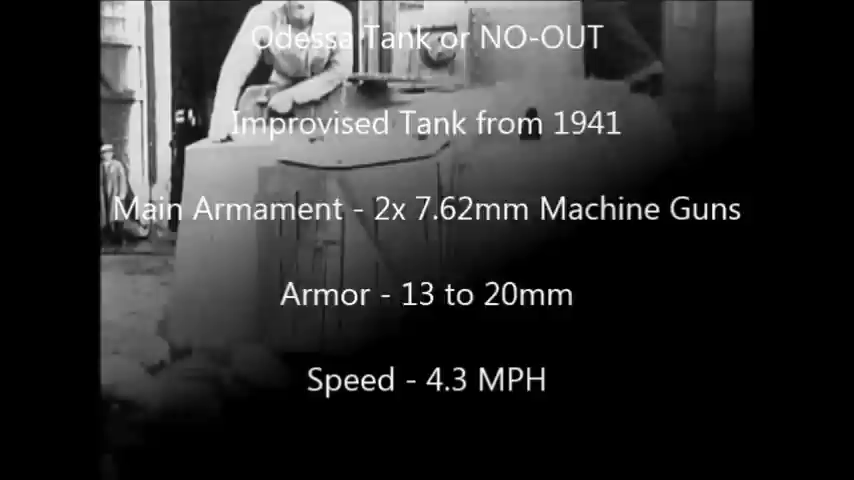 Odessa Tank or NO-OUT
Improvised Tank from 1941
Main Armament - 2x 7.62mm Machine Guns
Armor - 13 to 20mm
Speed - 4.3 MPH